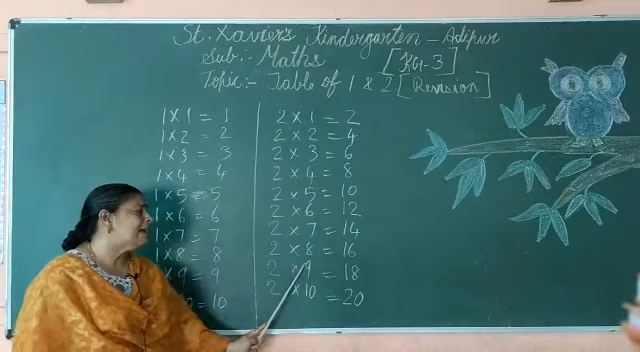 St. Xavier's Kindergarten - Adipur
Sub:- Maths [KG-3]
Topic:- Table of 1 & 2 [Revision]
1 x 1 = 1
1 x 2 = 2
1 x 3 = 3
1 x 4 = 4
1 x 5 = 5
1 x 6 = 6
1 x 7 = 7
1 x 8 = 8
x 9 = 9
= 10
2 x 1 = 2
2 x 2 = 4
2 x 3 = 6
2 x 4 = 8
2 x 5 = 10
2 x 6 = 12
2 x 7 = 14
2 x 8 = 16
2 x 9 = 18
2 x 10 = 20